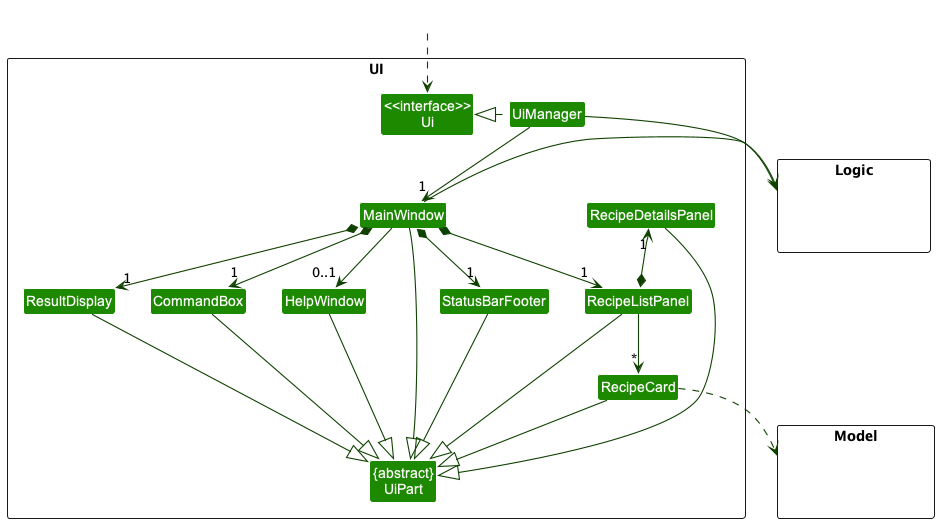 UI
<<interface>>
Ui
UiManager
Logic
1
MainWindow
RecipeDetailsPanel
1
1
1
0..1
1
1
ResultDisplay
CommandBox
HelpWindow
StatusBarFooter
RecipeListPanel
*
RecipeCard
Model
{abstract}
UiPart